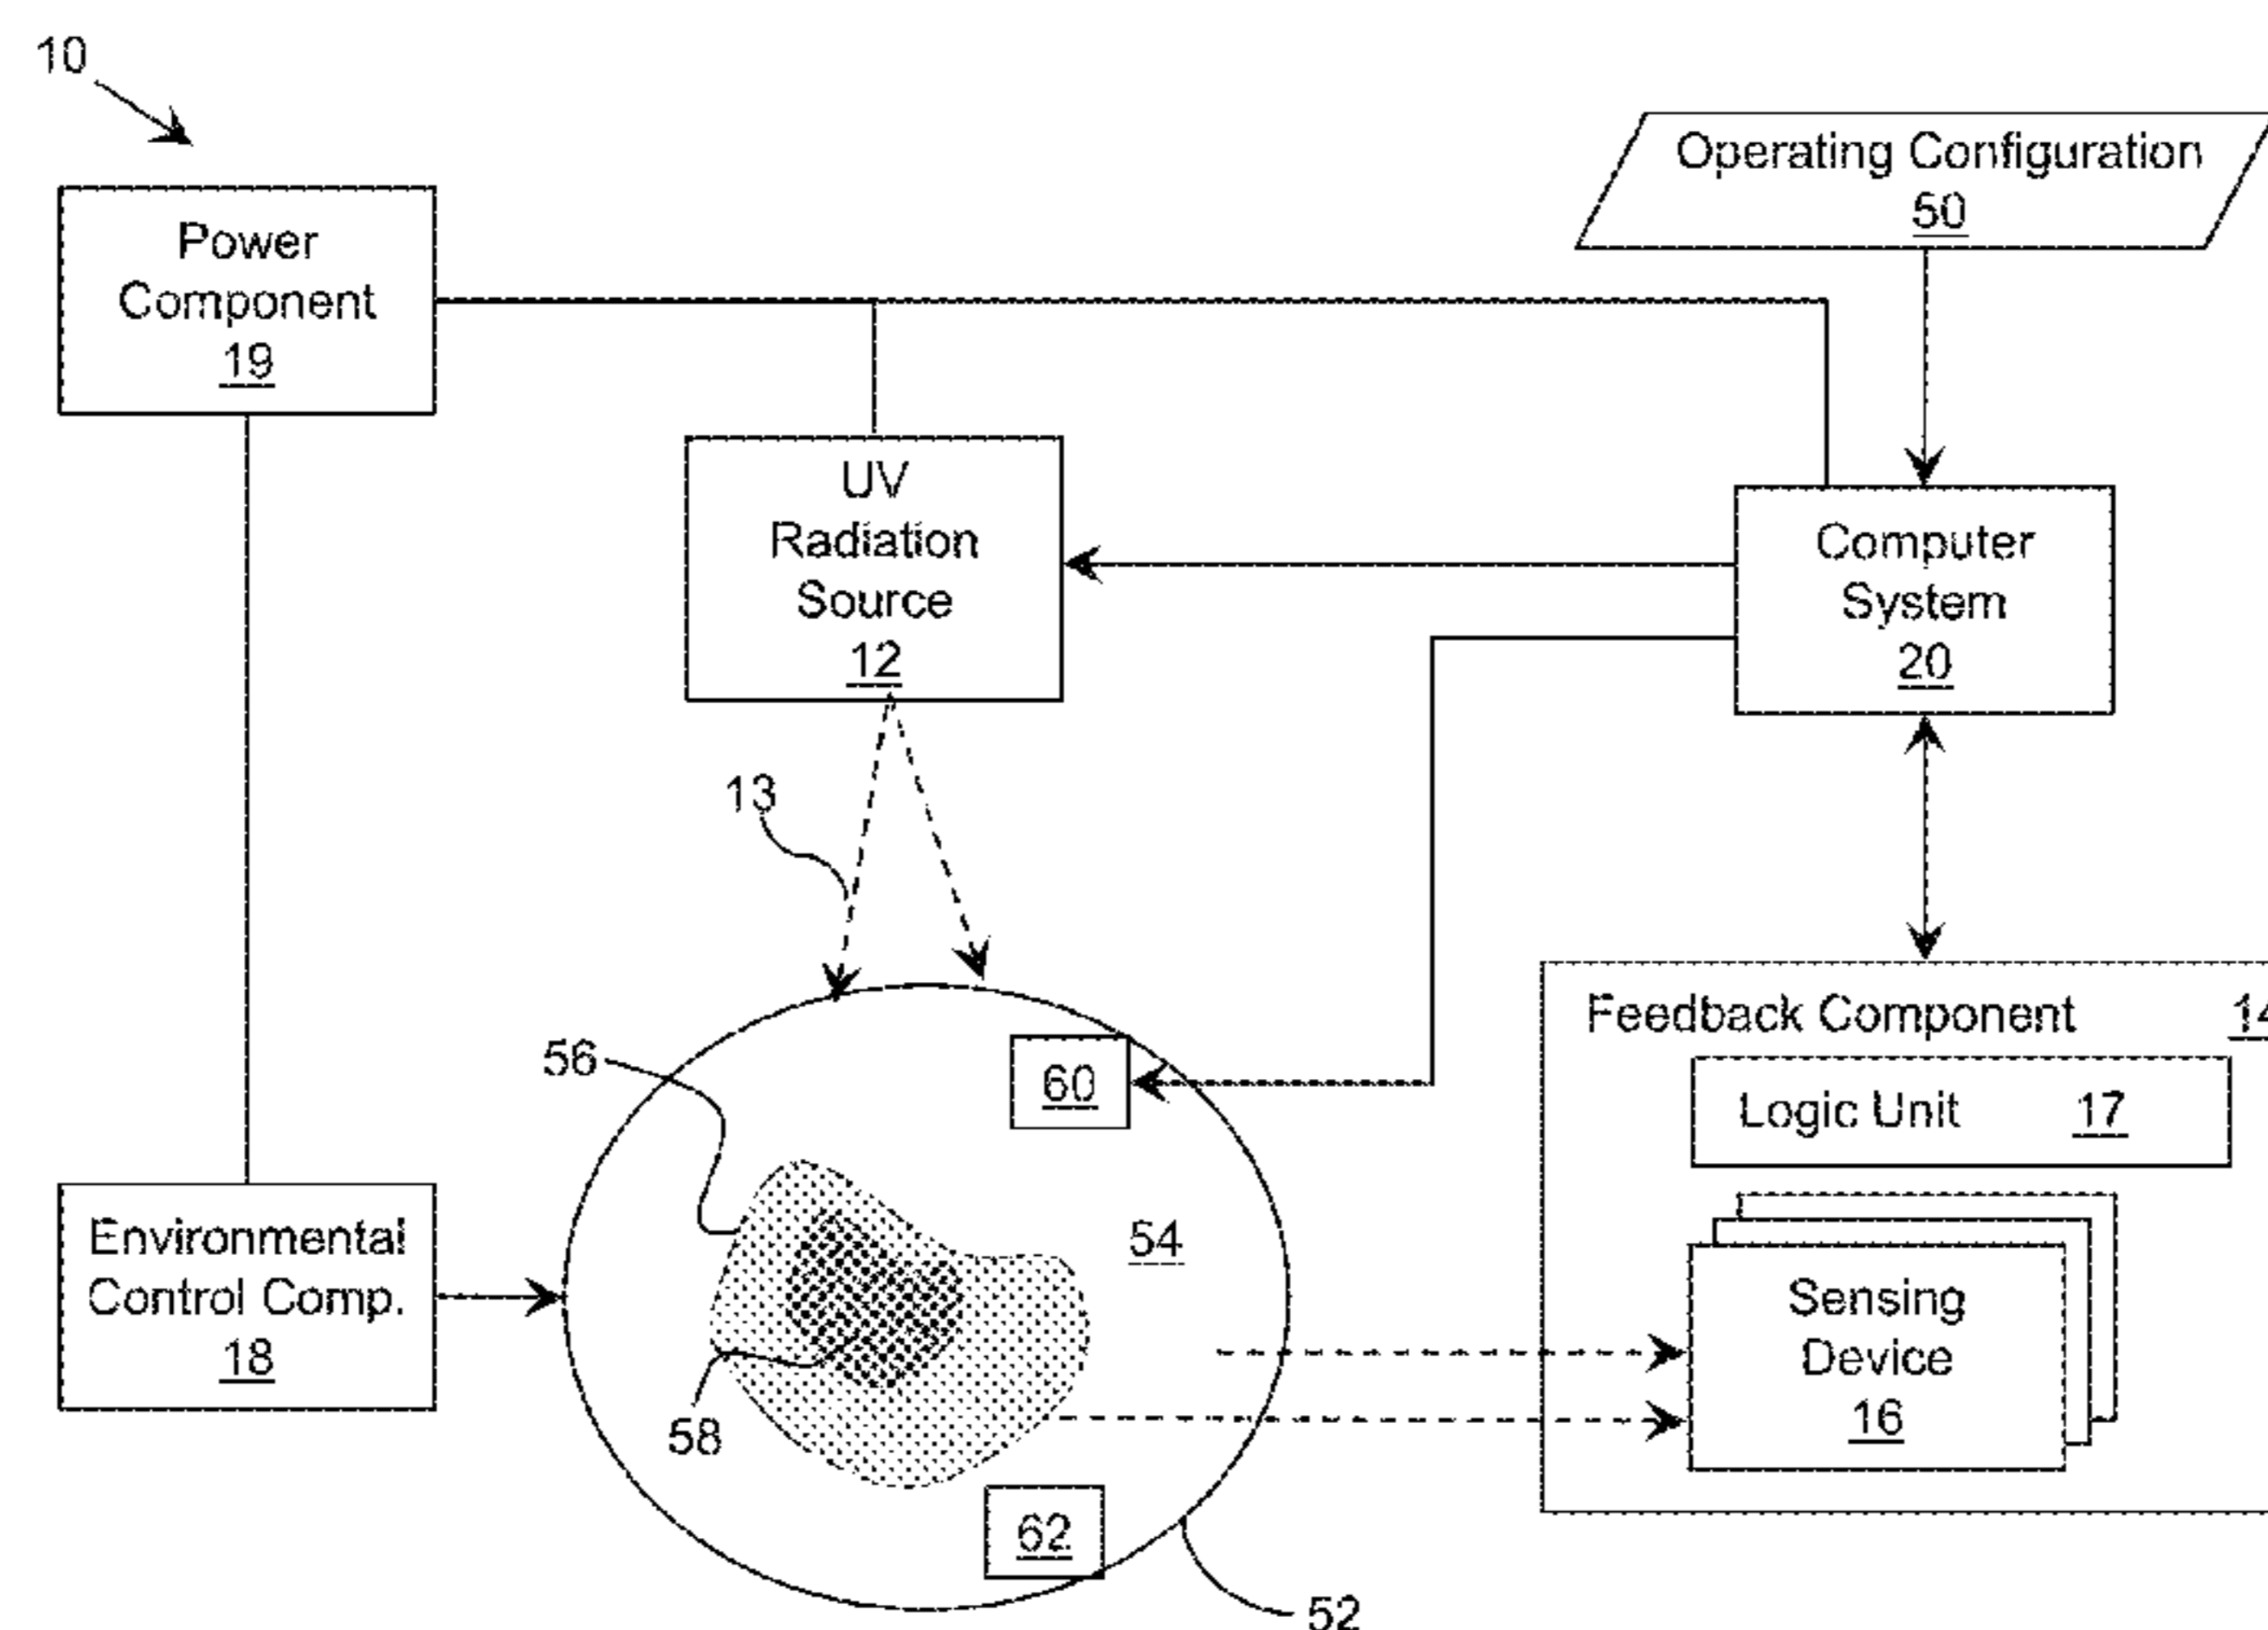 10
Operating Configuration
50
Power
Component
19
UV
Radiation
Source
12
Computer
System
20
13
Feedback Component 14
56
60
Logic Unit 17
54
Environmental
Control Comp.
18
Sensing
Device
16
58
62
52